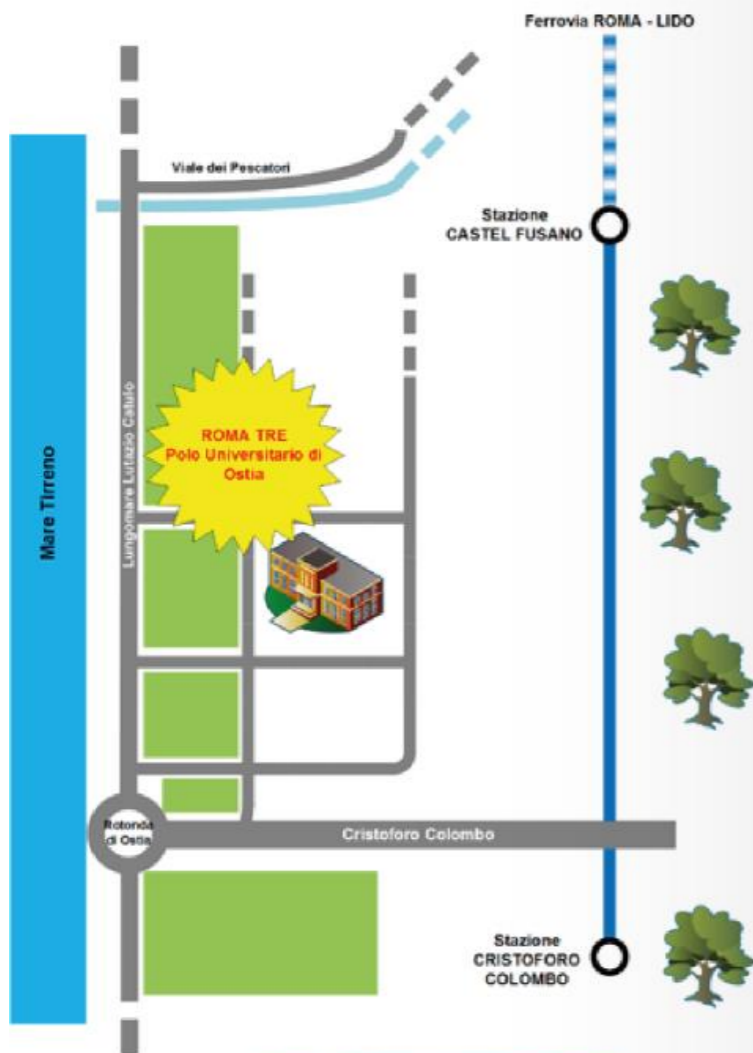 Ferrovia ROMA - LIDO
Viale dei Pescatori
Stazione
CASTEL FUSANO
Mare Tirreno
Lungomare Lutazio Catulo
ROMA TRE
Polo Universitario di
Ostia
Rotonda
di Ostia
Cristoforo Colombo
Stazione
CRISTOFORO
COLOMBO